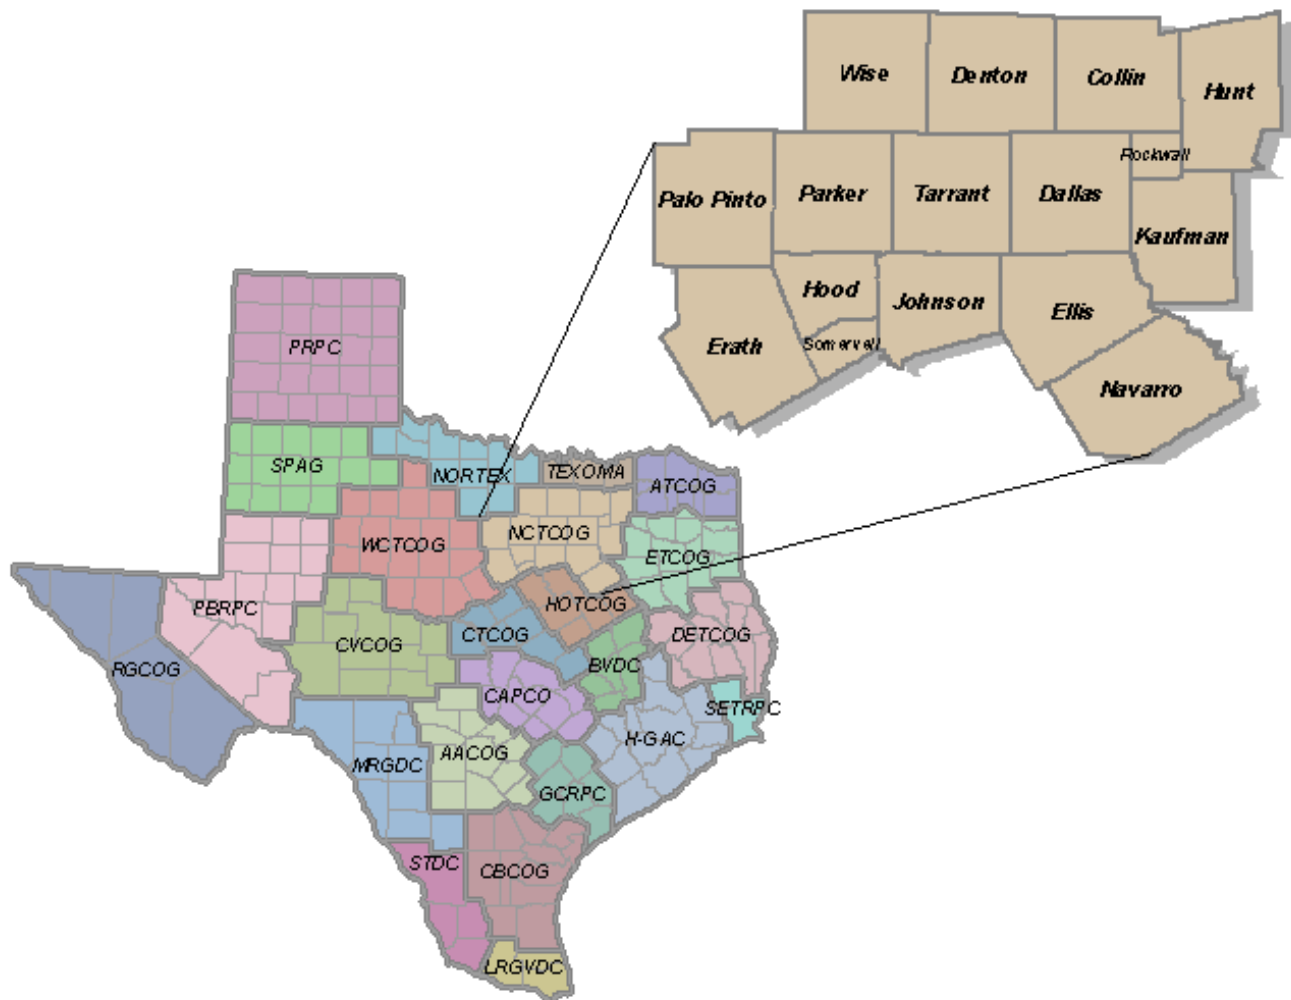 Wise
Denton
Collin
Hunt
Rockwall
Palo Pinto
Parker
Tarrant
Dallas
Kaufman
Hood
Johnson
Ellis
Erath
Somervell
Navarro
PRPC
SPAG
NORTEX
TEXOMA
ATCOG
WCTCOG
NCTCOG
ETCOG
PBRPC
HOTCOG
CVCOG
CTCOG
DETCOG
RGCOG
BVDC
CAPCO
SETRPC
H-GAC
AACOG
MRGDC
GCRPC
STDC
CBCOG
LRGVDC